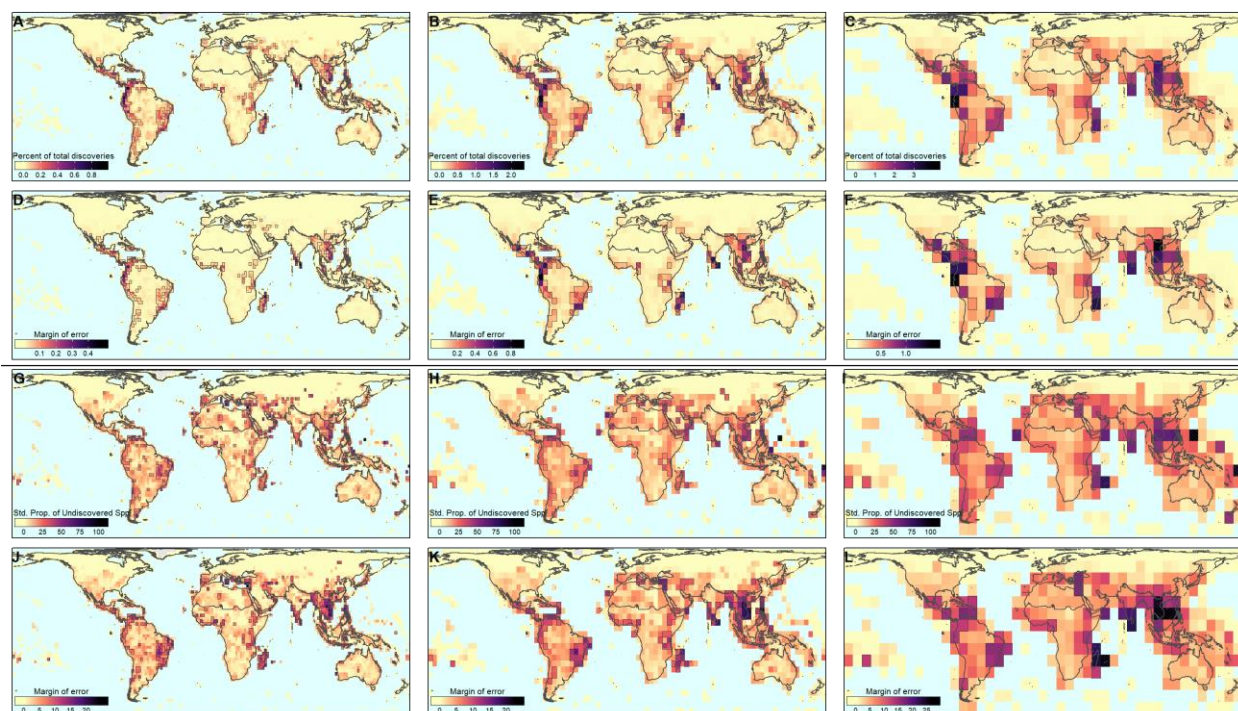 A
Percent of total discoveries
0.0 0.2 0.4 0.6 0.8
B
Percent of total discoveries
0.0 0.5 1.0 1.5 2.0
C
Percent of total discoveries
0 1 2 3
D
Margin of error
0.1 0.2 0.3 0.4
E
Margin of error
0.2 0.4 0.6 0.8
F
Margin of error
0.5 1.0
G
Std. Prop. of Undiscovered Spp
0 25 50 75 100
H
Std. Prop. of Undiscovered Spp
0 25 50 75 100
I
Std. Prop. of Undiscovered Spp
0 25 50 75 100
J
Margin of error
0 5 10 15 20
K
Margin of error
0 5 10 15 20
L
Margin of error
0 5 10 15 20 25